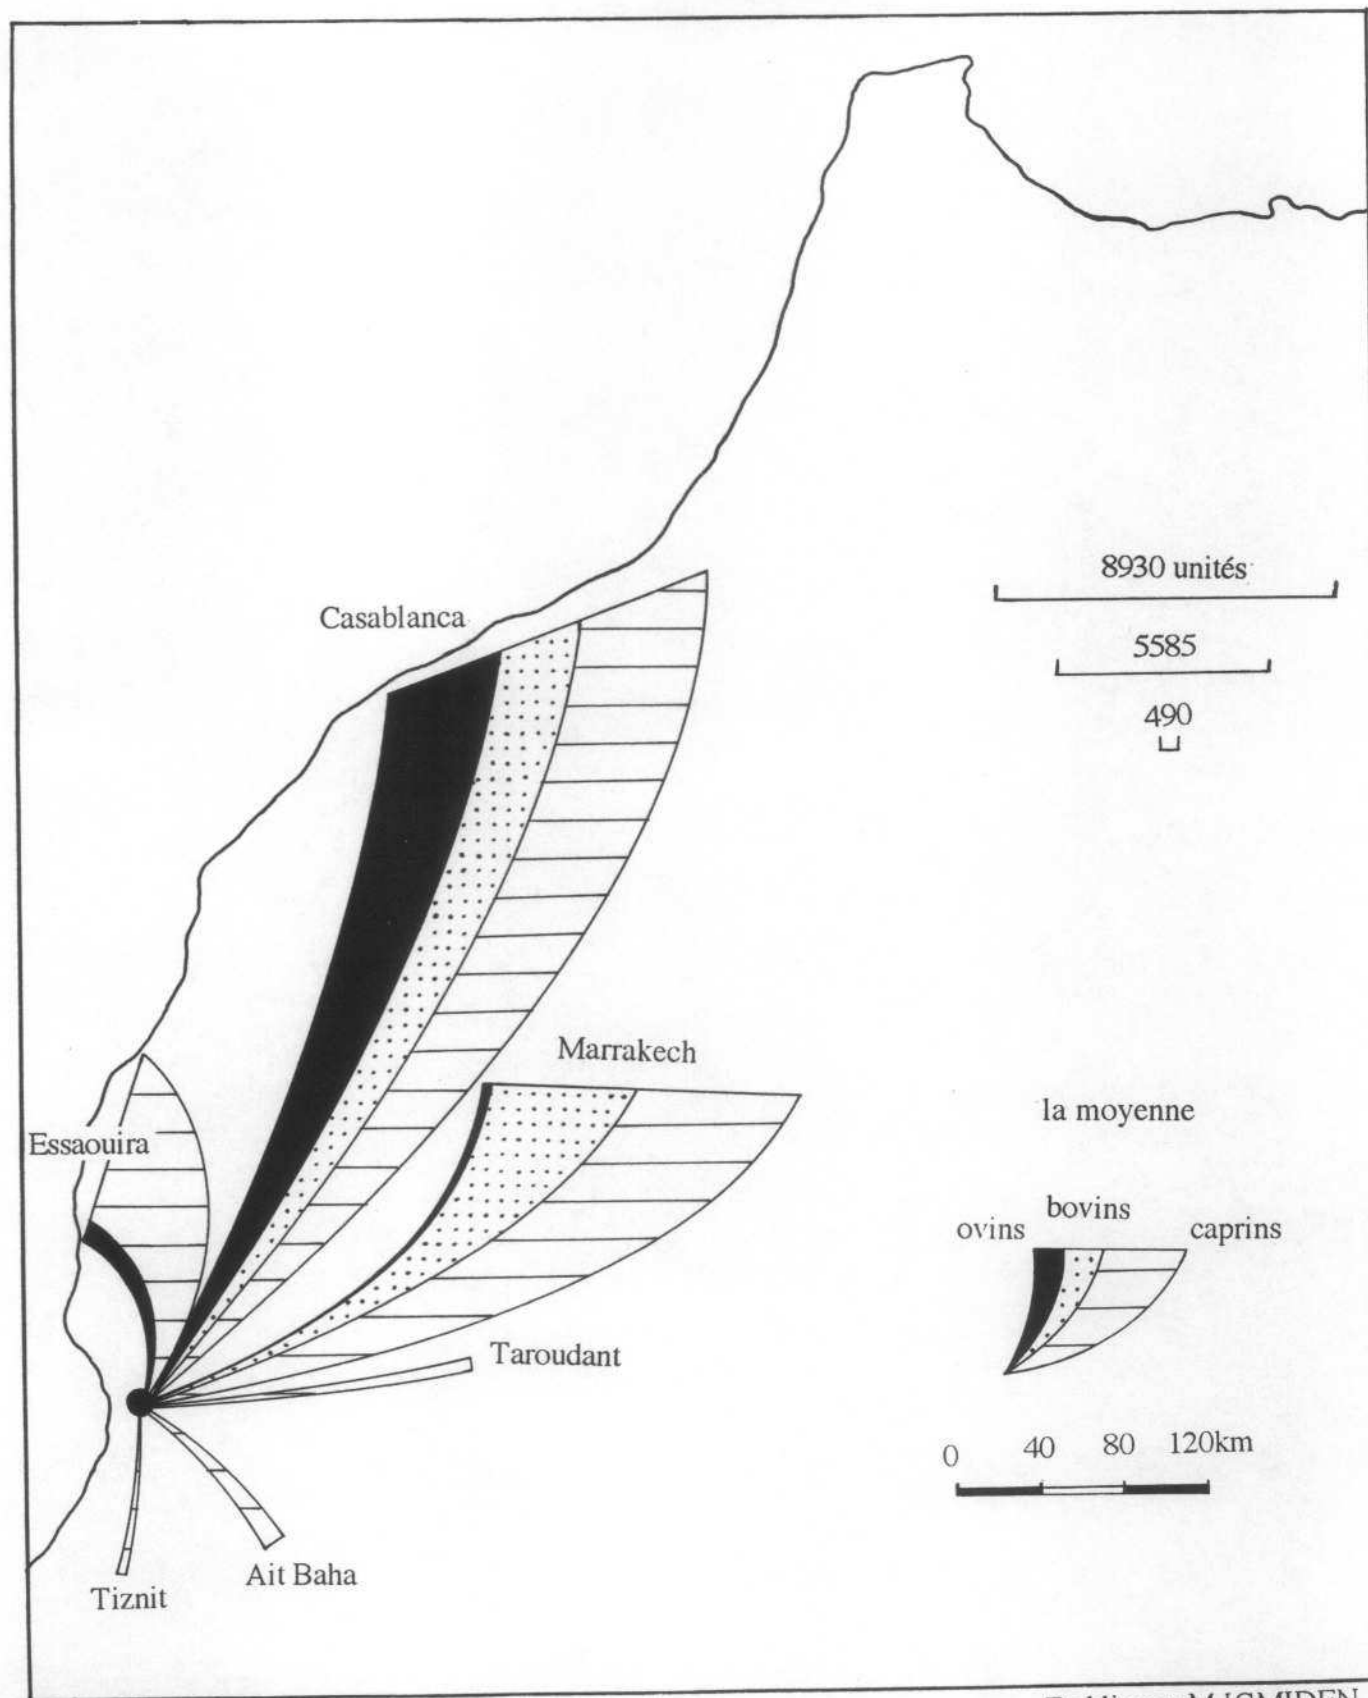 8930 unités
Casablanca
5585
490
Marrakech
la moyenne
Essaouira
bovins
ovins
caprins
Taroudant
0 40 80 120km
Ait Baha
Tiznit